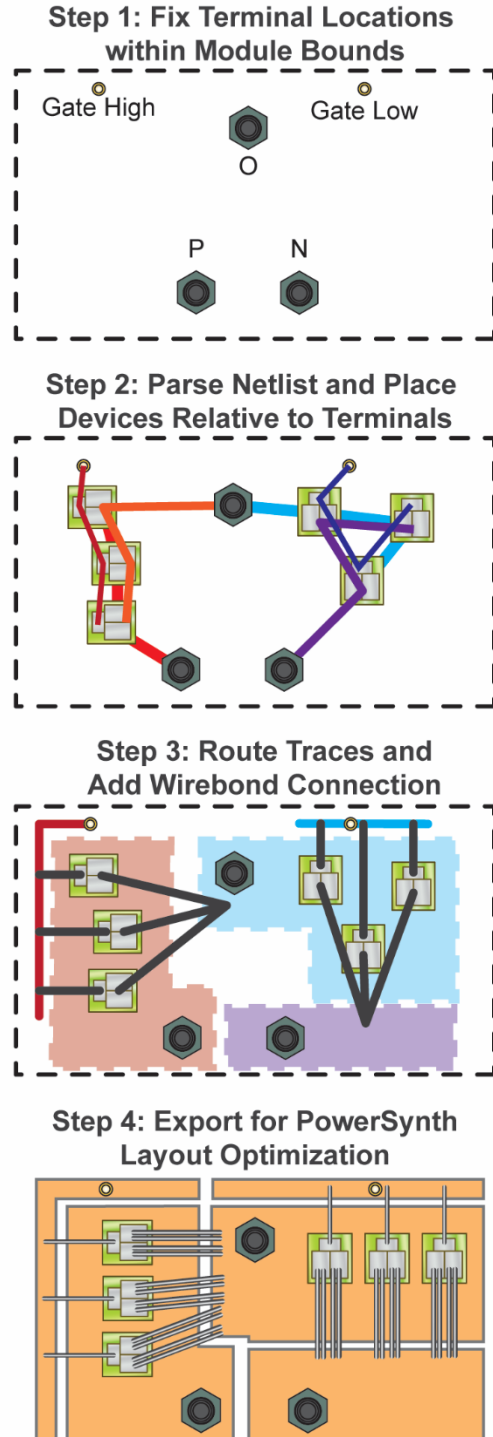 Step 1: Fix Terminal Locations
within Module Bounds
Gate High
Gate Low
O
P
N
Step 2: Parse Netlist and Place
Devices Relative to Terminals
Step 3: Route Traces and
Add Wirebond Connection
Step 4: Export for PowerSynth
Layout Optimization